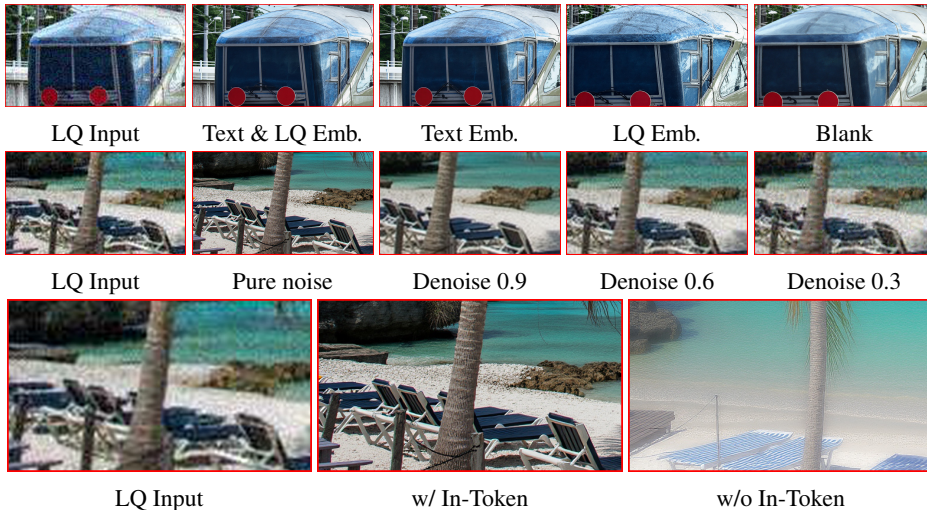 LQ Input Text & LQ Emb. Text Emb. LQ Emb. Blank
LQ Input Pure noise Denoise 0.9 Denoise 0.6 Denoise 0.3
LQ Input w/ In-Token w/o In-Token